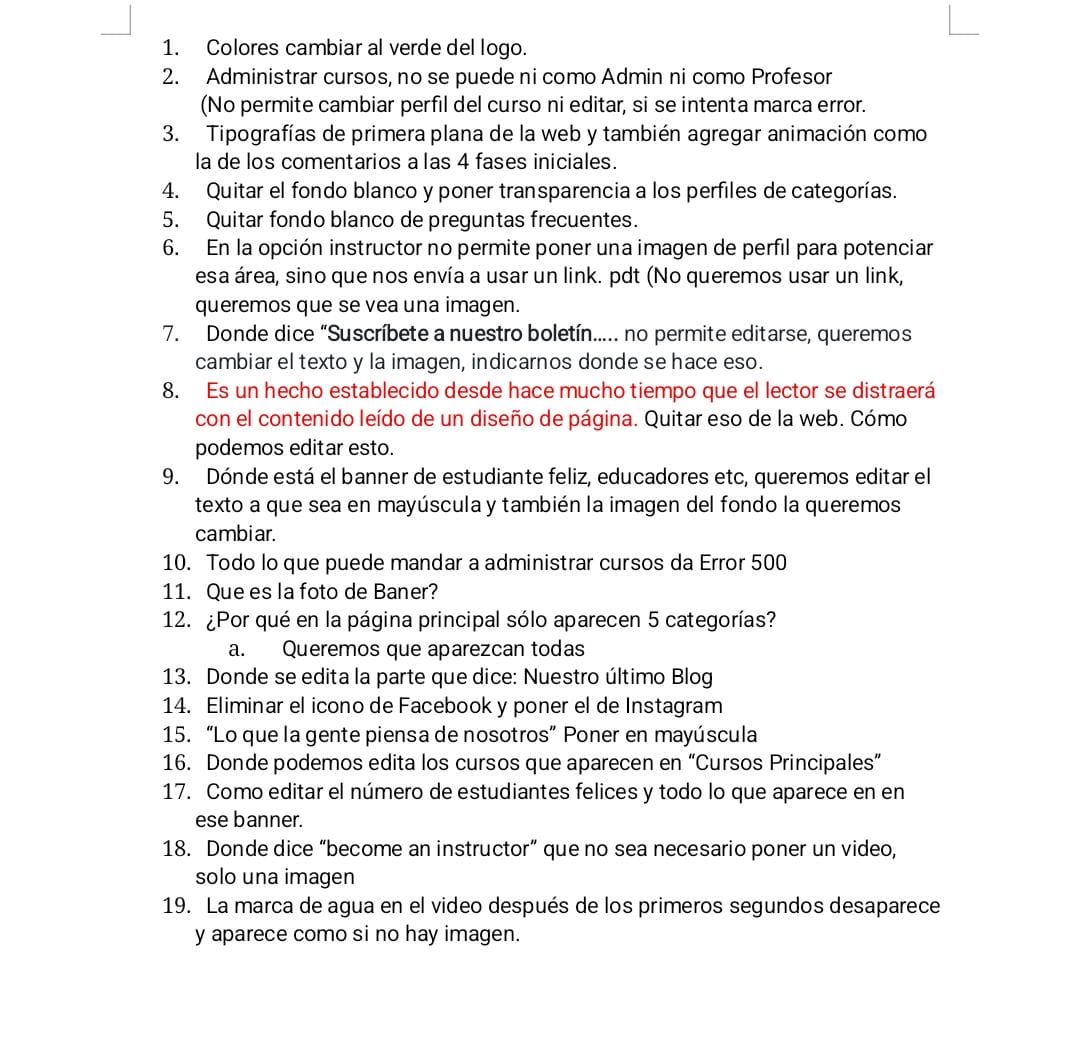 1. Colores cambiar al verde del logo.
2. Administrar cursos, no se puede ni como Admin ni como Profesor
(No permite cambiar perfil del curso ni editar, si se intenta marca error.
3. Tipografías de primera plana de la web y también agregar animación como
la de los comentarios a las 4 fases iniciales.
4. Quitar el fondo blanco y poner transparencia a los perfiles de categorías.
5. Quitar fondo blanco de preguntas frecuentes.
6. En la opción instructor no permite poner una imagen de perfil para potenciar
esa área, sino que nos envía a usar un link. pdt (No queremos usar un link,
queremos que se vea una imagen.
7. Donde dice “Suscríbete a nuestro boletín..... no permite editarse, queremos
cambiar el texto y la imagen, indicarnos donde se hace eso.
8. Es un hecho establecido desde hace mucho tiempo que el lector se distraerá
con el contenido leído de un diseño de página. Quitar eso de la web. Cómo
podemos editar esto.
9. Dónde está el banner de estudiante feliz, educadores etc, queremos editar el
texto a que sea en mayúscula y también la imagen del fondo la queremos
cambiar.
10. Todo lo que puede mandar a administrar cursos da Error 500
11. Que es la foto de Baner?
12. ¿Por qué en la página principal sólo aparecen 5 categorías?
a. Queremos que aparezcan todas
13. Donde se edita la parte que dice: Nuestro último Blog
14. Eliminar el icono de Facebook y poner el de Instagram
15. “Lo que la gente piensa de nosotros” Poner en mayúscula
16. Donde podemos edita los cursos que aparecen en “Cursos Principales”
17. Como editar el número de estudiantes felices y todo lo que aparece en en
ese banner.
18. Donde dice “become an instructor” que no sea necesario poner un video,
solo una imagen
19. La marca de agua en el video después de los primeros segundos desaparece
y aparece como si no hay imagen.